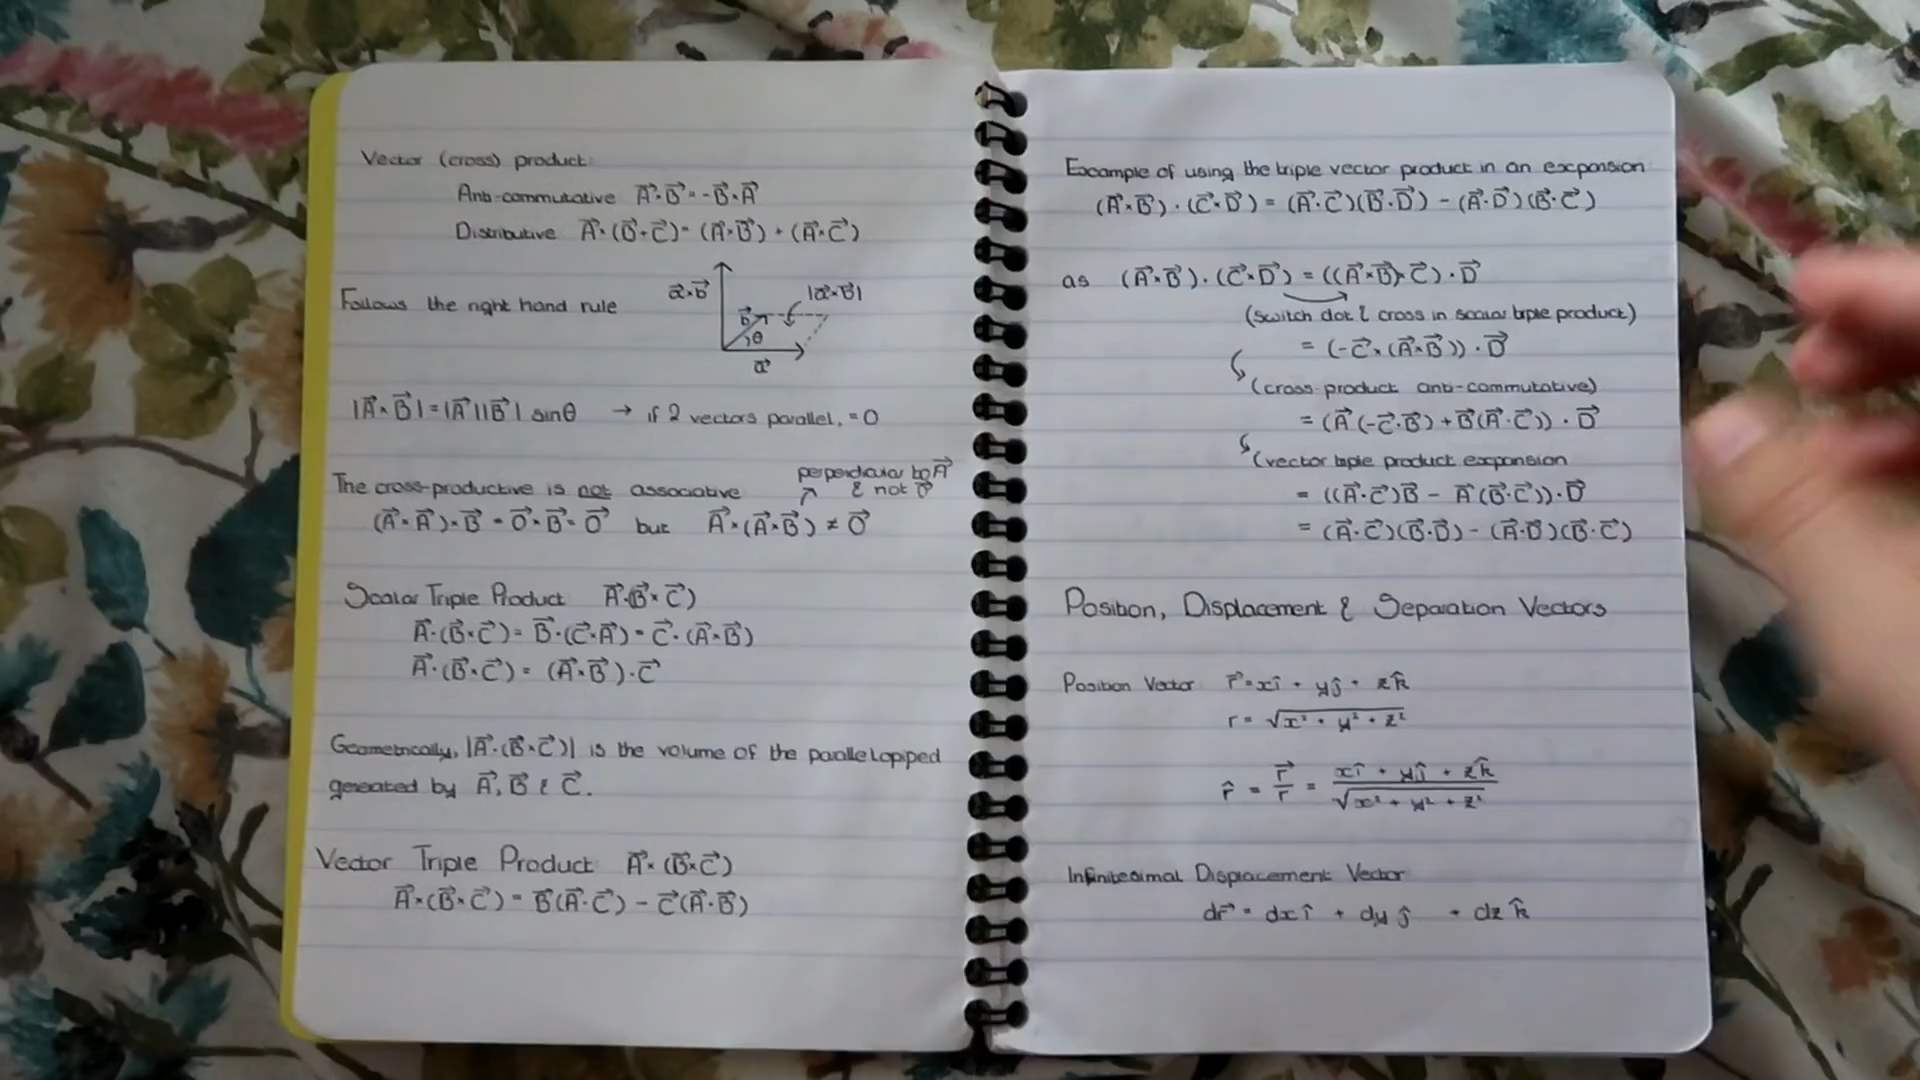 Vector (cross) product:
Anti-commutative A⃗×B⃗ = -B⃗×A⃗
Distributive A⃗×(B⃗+C⃗) = (A⃗×B⃗) + (A⃗×C⃗)
Follows the right hand rule
a⃗×b⃗
|a⃗×b⃗|
b⃗
θ
a⃗
|A⃗×B⃗| = |A⃗||B⃗| sinθ → if 2 vectors parallel, = 0
perpendicular to A⃗
& not 0⃗
The cross-productive is not associative
(A⃗×A⃗)×B⃗ = 0⃗×B⃗ = 0⃗ but A⃗×(A⃗×B⃗) ≠ 0⃗
Scalar Triple Product A⃗·(B⃗×C⃗)
A⃗·(B⃗×C⃗) = B⃗·(C⃗×A⃗) = C⃗·(A⃗×B⃗)
A⃗·(B⃗×C⃗) = (A⃗×B⃗)·C⃗
Geometrically, |A⃗·(B⃗×C⃗)| is the volume of the parallelopiped
generated by A⃗, B⃗ & C⃗.
Vector Triple Product: A⃗×(B⃗×C⃗)
A⃗×(B⃗×C⃗) = B⃗(A⃗·C⃗) - C⃗(A⃗·B⃗)
Example of using the triple vector product in an expansion:
(A⃗×B⃗)·(C⃗×D⃗) = (A⃗·C⃗)(B⃗·D⃗) - (A⃗·D⃗)(B⃗·C⃗)
as (A⃗×B⃗)·(C⃗×D⃗) = ((A⃗×B⃗)×C⃗)·D⃗
(switch dot & cross in scalar triple product)
= (-C⃗×(A⃗×B⃗))·D⃗
(cross-product anti-commutative)
= (A⃗(-C⃗·B⃗) + B⃗(A⃗·C⃗))·D⃗
(vector triple product expansion
= ((A⃗·C⃗)B⃗ - A⃗(B⃗·C⃗))·D⃗
= (A⃗·C⃗)(B⃗·D⃗) - (A⃗·D⃗)(B⃗·C⃗)
Position, Displacement & Separation Vectors
Position Vector: r⃗ = xî + yĵ + zk̂
r = √x² + y² + z²
r̂ = r⃗/r = xî + yĵ + zk̂/√x² + y² + z²
Infinitesimal Displacement Vector
dr⃗ = dx î + dy ĵ + dz k̂